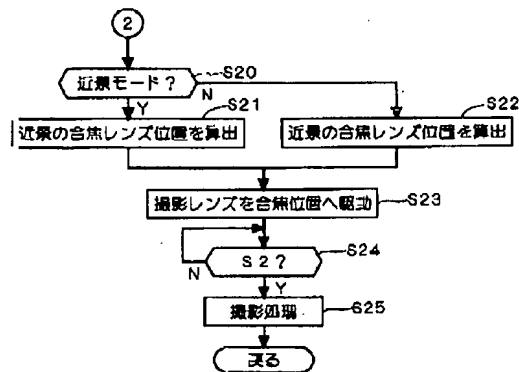 2
近景モード?
S20
N
Y
S21
S22
近景の合焦レンズ位置を算出
近景の合焦レンズ位置を算出
撮影レンズを合焦位置へ駆動
S23
S2?
S24
N
Y
撮影処理
S25
戻る